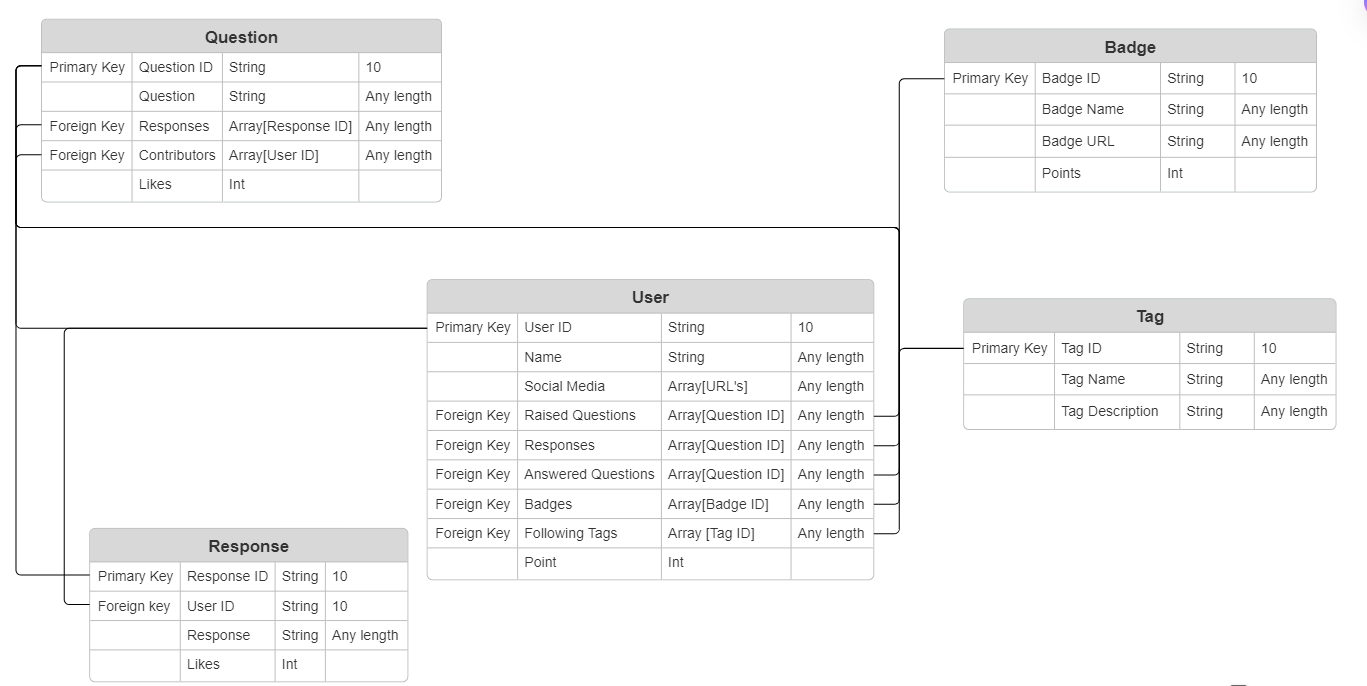 Question
Primary Key Question ID String 10
Question String Any length
Foreign Key Responses Array[Response ID] Any length
Foreign Key Contributors Array[User ID] Any length
Likes Int
Badge
Primary Key Badge ID String 10
Badge Name String Any length
Badge URL String Any length
Points Int
User
Primary Key User ID String 10
Name String Any length
Social Media Array[URL's] Any length
Foreign Key Raised Questions Array[Question ID] Any length
Foreign Key Responses Array[Question ID] Any length
Foreign Key Answered Questions Array[Question ID] Any length
Foreign Key Badges Array[Badge ID] Any length
Foreign Key Following Tags Array [Tag ID] Any length
Point Int
Tag
Primary Key Tag ID String 10
Tag Name String Any length
Tag Description String Any length
Response
Primary Key Response ID String 10
Foreign key User ID String 10
Response String Any length
Likes Int